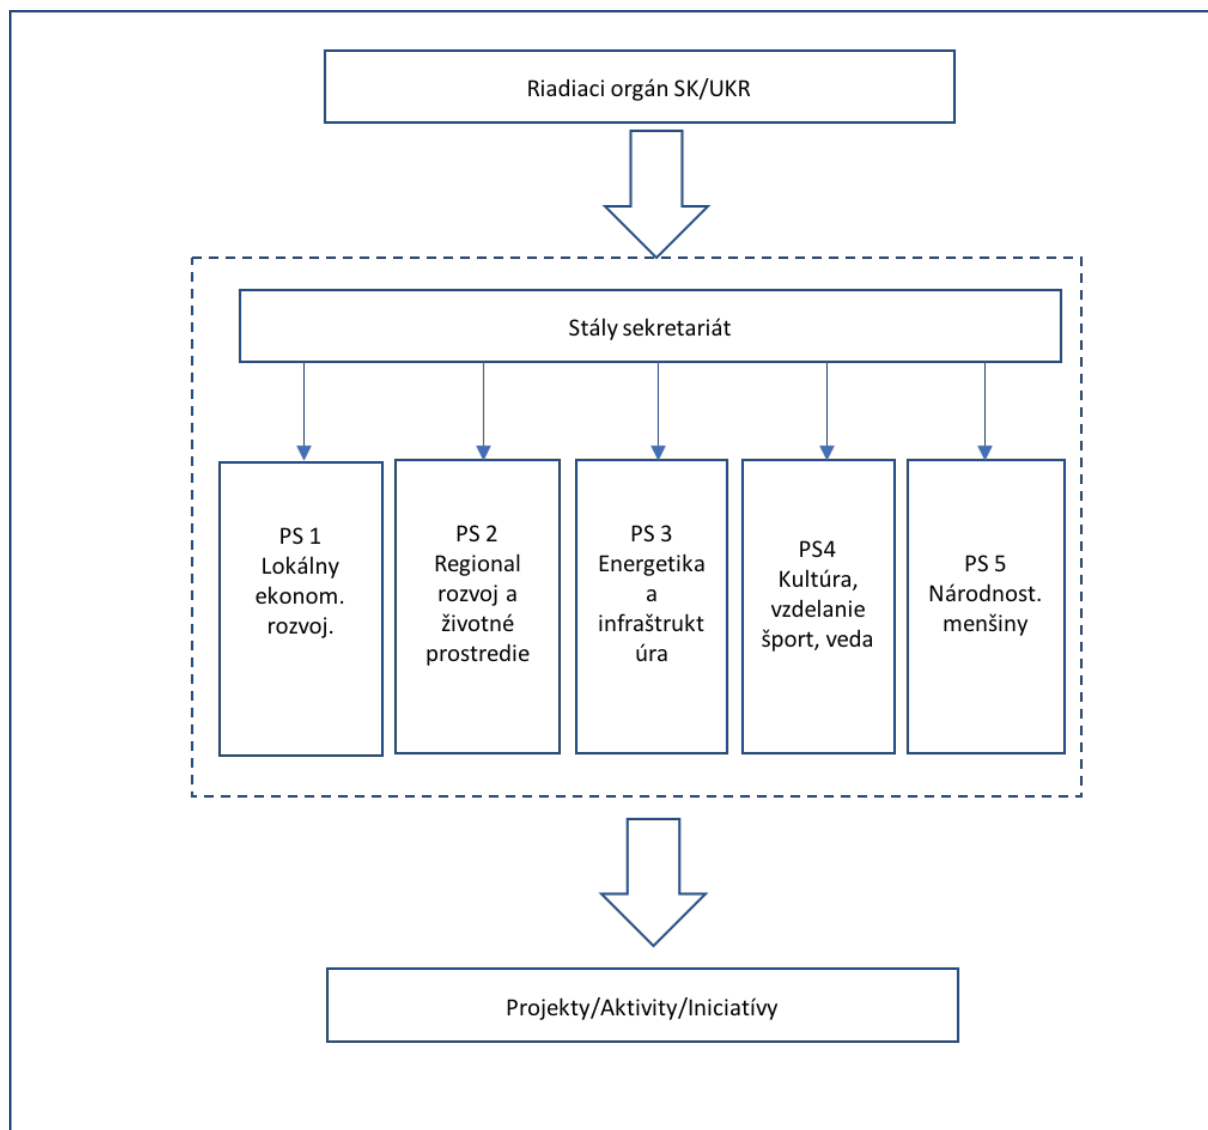 Riadiaci orgán SK/UKR
Stály sekretariát
PS 1
Lokálny
ekonom.
rozvoj.
PS 2
Regional
rozvoj a
životné
prostredie
PS 3
Energetika
a
infraštrukt
úra
PS4
Kultúra,
vzdelanie
šport, veda
PS 5
Národnost.
menšiny
Projekty/Aktivity/Iniciatívy